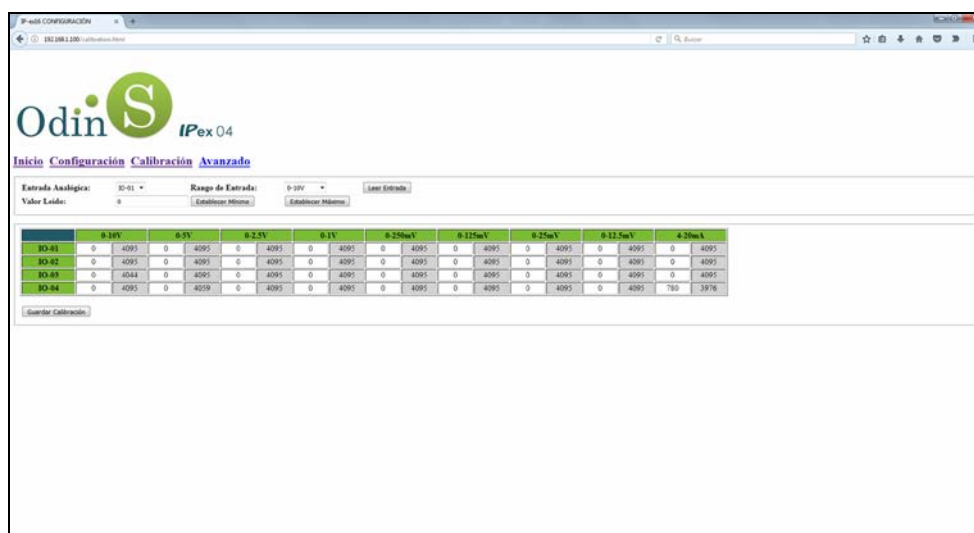 IP-ex16 CONFIGURACIÓN
192.168.1.100/calibration.html
Buscar
OdinS
IPex 04
Inicio Configuración Calibración Avanzado
Entrada Analógica: IO-01 Rango de Entrada: 0-10V Leer Entrada
Valor Leído: 0 Establecer Mínimo Establecer Máximo
0-10V 0-5V 0-2.5V 0-1V 0-250mV 0-125mV 0-25mV 0-12.5mV 4-20mA
IO-01 0 4095 0 4095 0 4095 0 4095 0 4095 0 4095 0 4095 0 4095 0 4095
IO-02 0 4095 0 4095 0 4095 0 4095 0 4095 0 4095 0 4095 0 4095 0 4095
IO-03 0 4044 0 4095 0 4095 0 4095 0 4095 0 4095 0 4095 0 4095 0 4095
IO-04 0 4095 0 4059 0 4095 0 4095 0 4095 0 4095 0 4095 0 4095 780 3976
Guardar Calibración